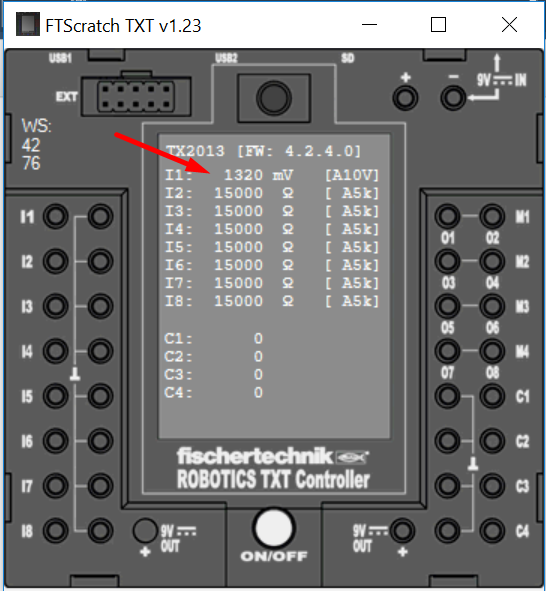 FTScratch TXT v1.23
USB1
USB2
SD
EXT
+
−
9V IN
WS:
42
76
TX2013 [FW: 4.2.4.0]
I1: 1320 mV [A10V]
I2: 15000 Ω [ A5k]
I3: 15000 Ω [ A5k]
I4: 15000 Ω [ A5k]
I5: 15000 Ω [ A5k]
I6: 15000 Ω [ A5k]
I7: 15000 Ω [ A5k]
I8: 15000 Ω [ A5k]
C1: 0
C2: 0
C3: 0
C4: 0
I1
I2
I3
I4
I5
I6
I7
I8
M1
O1 O2
M2
O3 O4
M3
O5 O6
M4
O7 O8
C1
C2
C3
C4
fischertechnik
ROBOTICS TXT Controller
9V
OUT
+
ON/OFF
9V
OUT
+